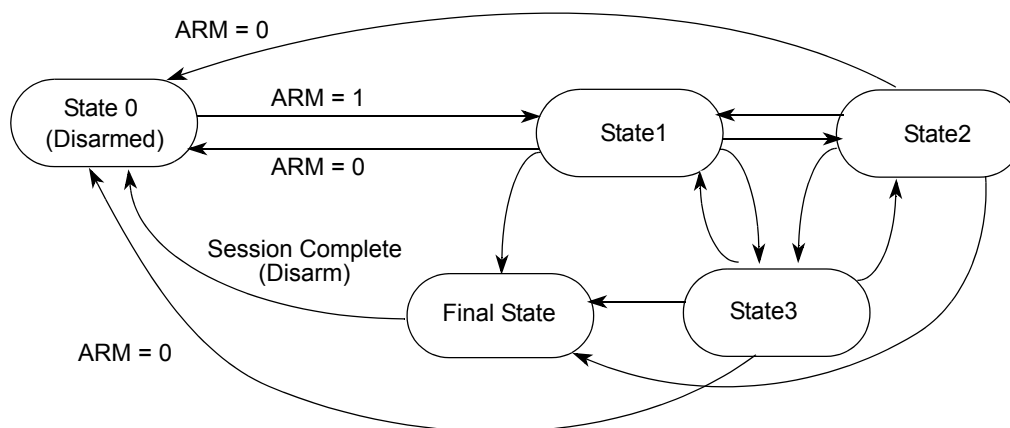 ARM = 0
State 0
(Disarmed)
ARM = 1
ARM = 0
State1
State2
Session Complete
(Disarm)
Final State
State3
ARM = 0